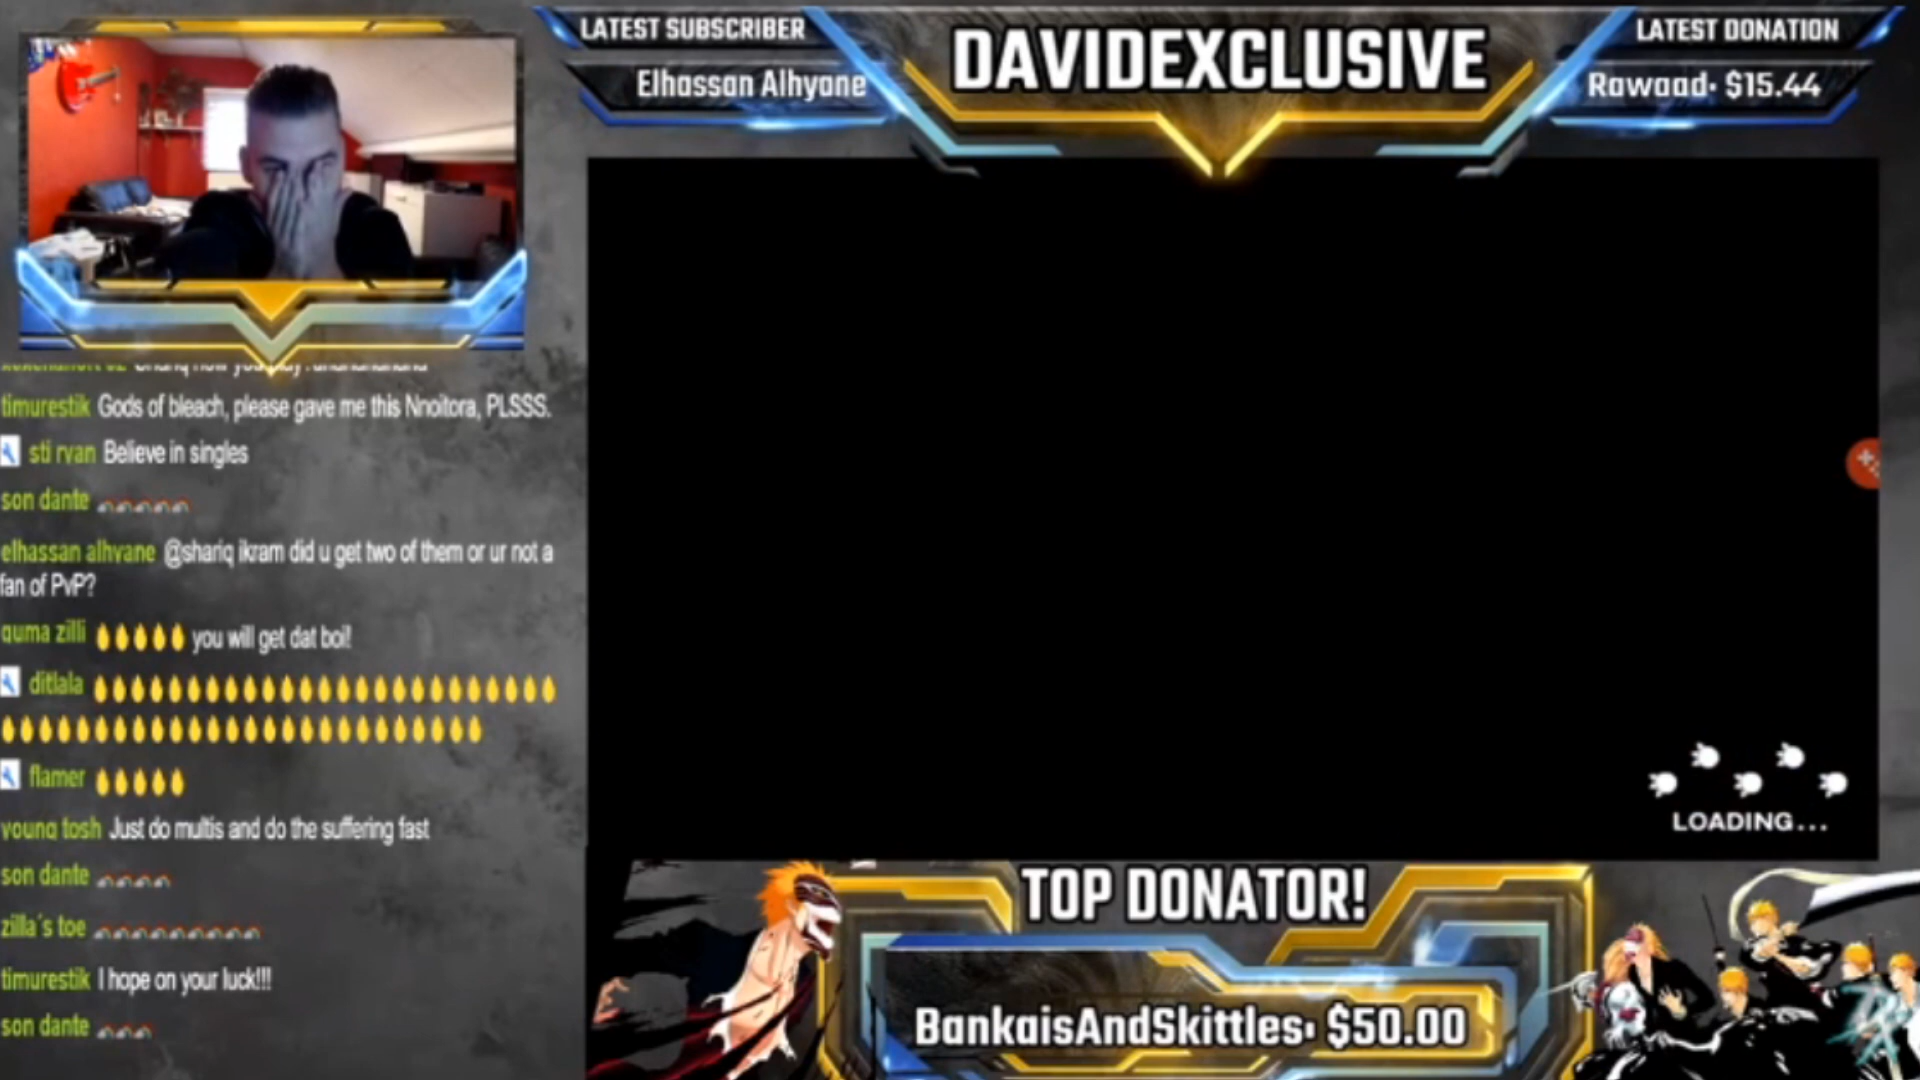 LATEST SUBSCRIBER
Elhassan Alhyane
DAVIDEXCLUSIVE
LATEST DONATION
Rawaad: $15.44
timurestik Gods of bleach, please gave me this Nnoitora, PLSSS.
sti rvan Believe in singles
son dante
elhassan alhvane @shariq ikram did u get two of them or ur not a
fan of PvP?
guma zilli you will get dat boi!
ditlala
flamer
young tosh Just do multis and do the suffering fast
son dante
zilla's toe
timurestik I hope on your luck!!!
son dante
LOADING...
TOP DONATOR!
BankaisAndSkittles: $50.00